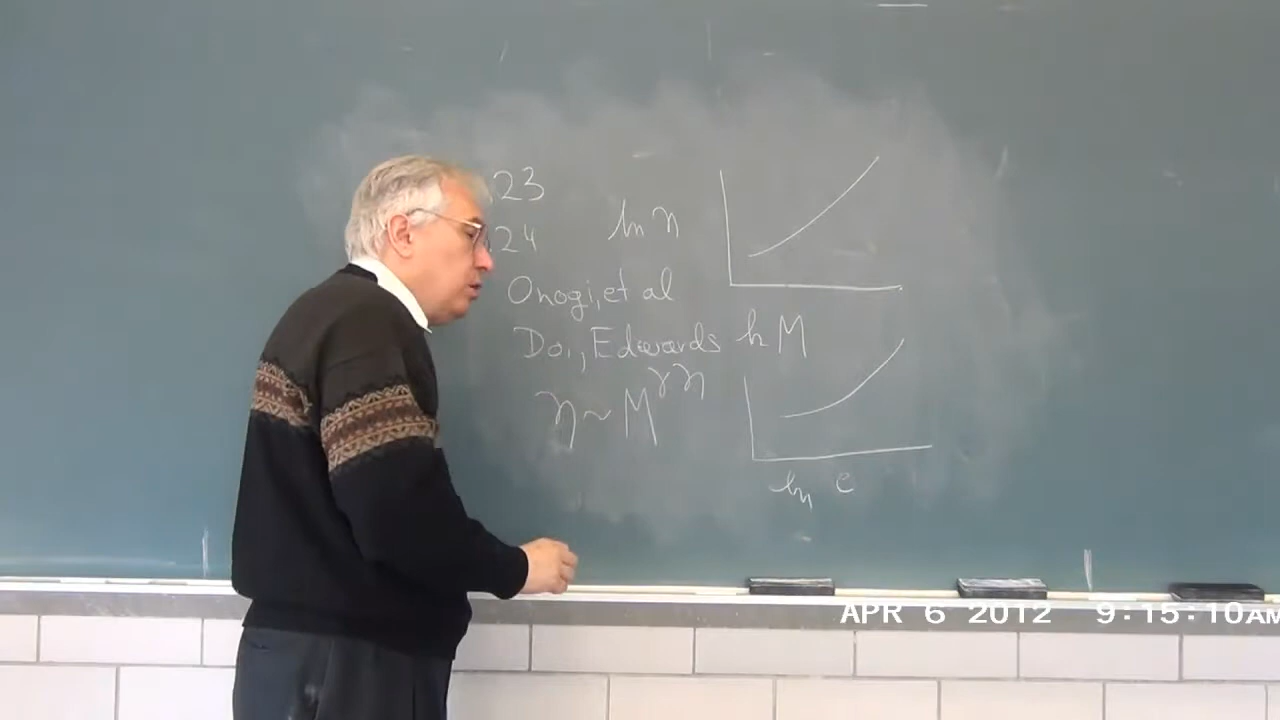 .23
.24
ln η
Onogi, et al
Doi, Edwards
ln M
η ~ M^γη
ln c
APR 6 2012 9:15:10AM